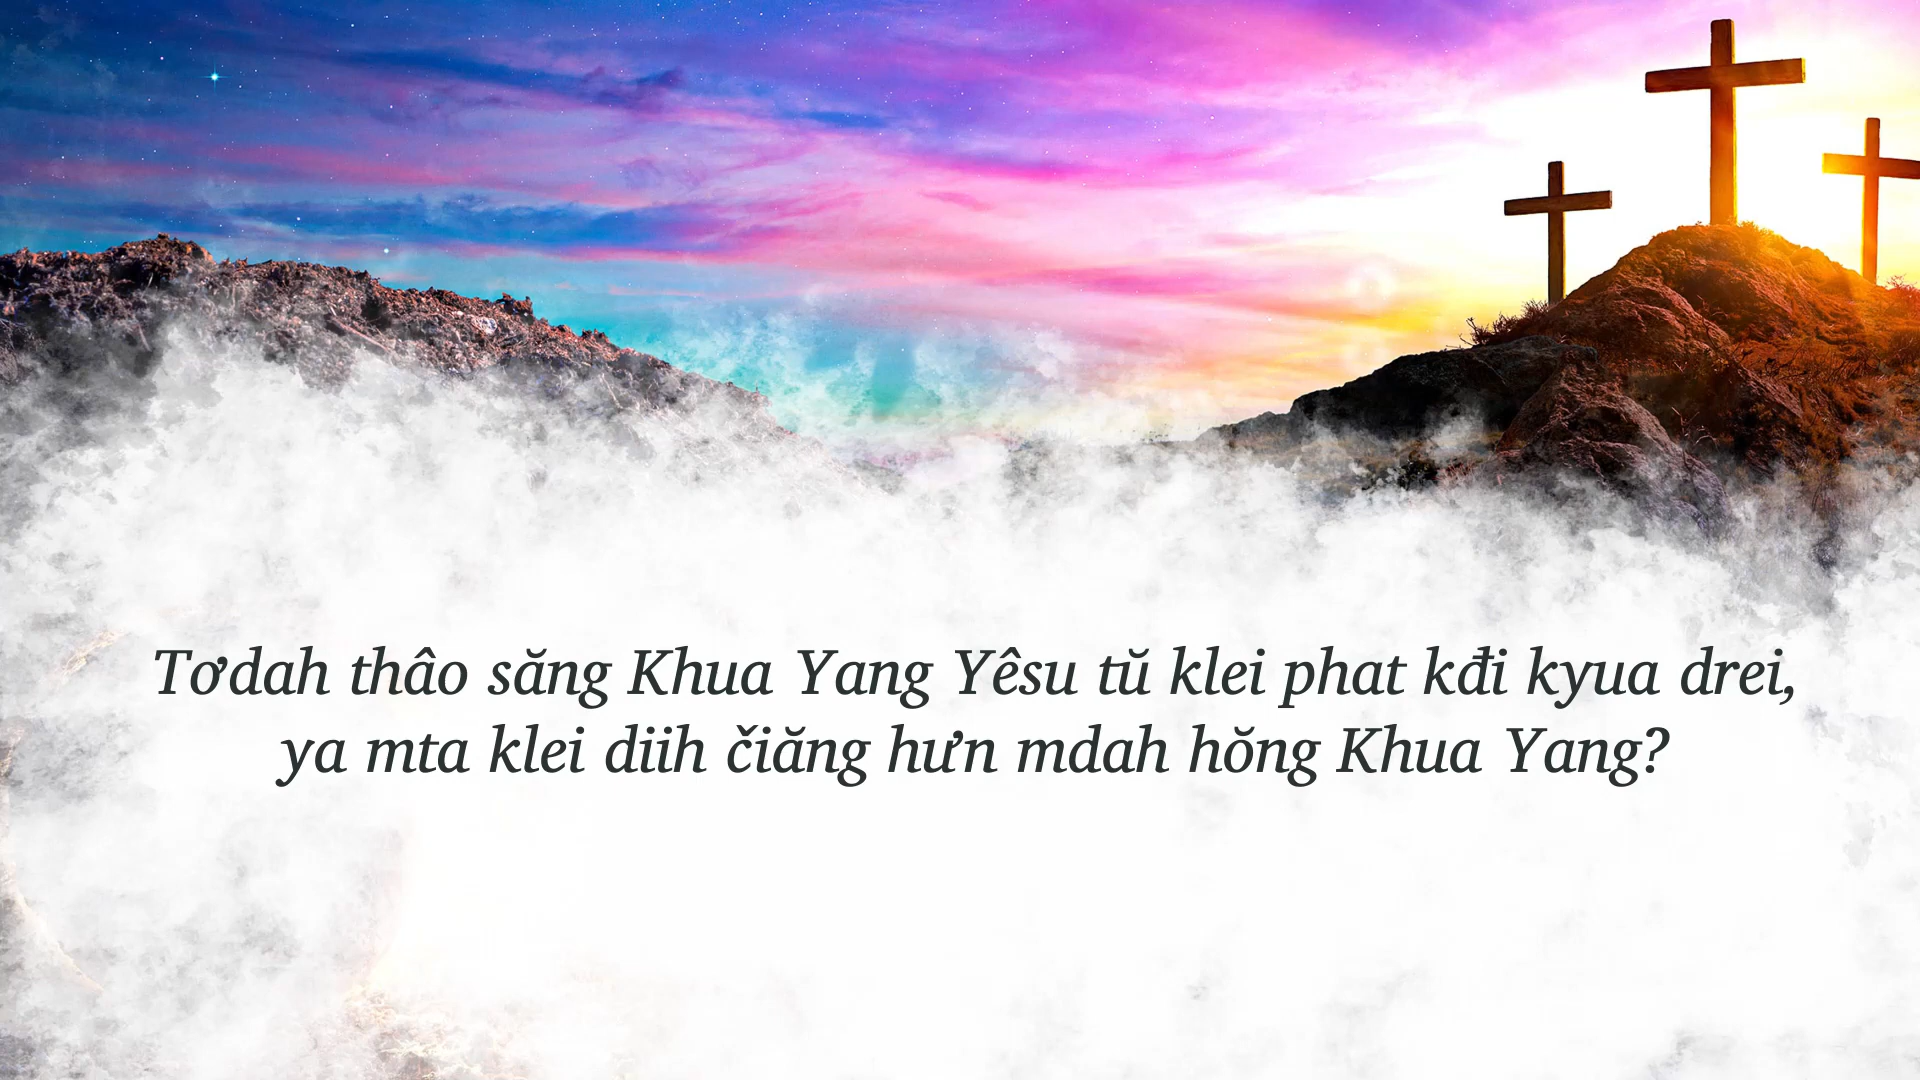 Tơdah thâo săng Khua Yang Yêsu tŭ klei phat kđi kyua drei,
ya mta klei diih čiăng hưn mdah hŏng Khua Yang?